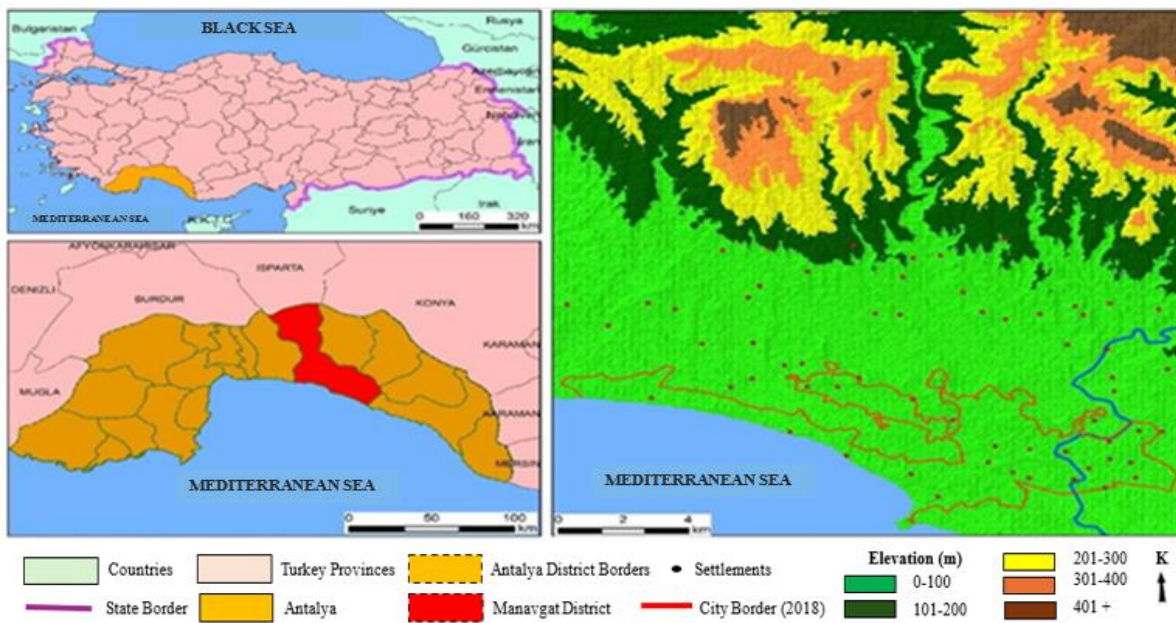 Bulgaristan
BLACK SEA
Rusya
Gürcistan
Azerbaycan
Ermenistan
Nahcivan
Iran
MEDITERRANEAN SEA
K.K.T.C
Suriye
Irak
0 160 320
km
AFYONKARAHISAR
ISPARTA
DENIZLI
BURDUR
KONYA
KARAMAN
MUGLA
KARAMAN
MERSIN
MEDITERRANEAN SEA
0 50 100
km
MEDITERRANEAN SEA
0 2 4
km
Countries
Turkey Provinces
Antalya District Borders
Settlements
State Border
Antalya
Manavgat District
City Border (2018)
Elevation (m)
0-100
101-200
201-300
301-400
401 +
K